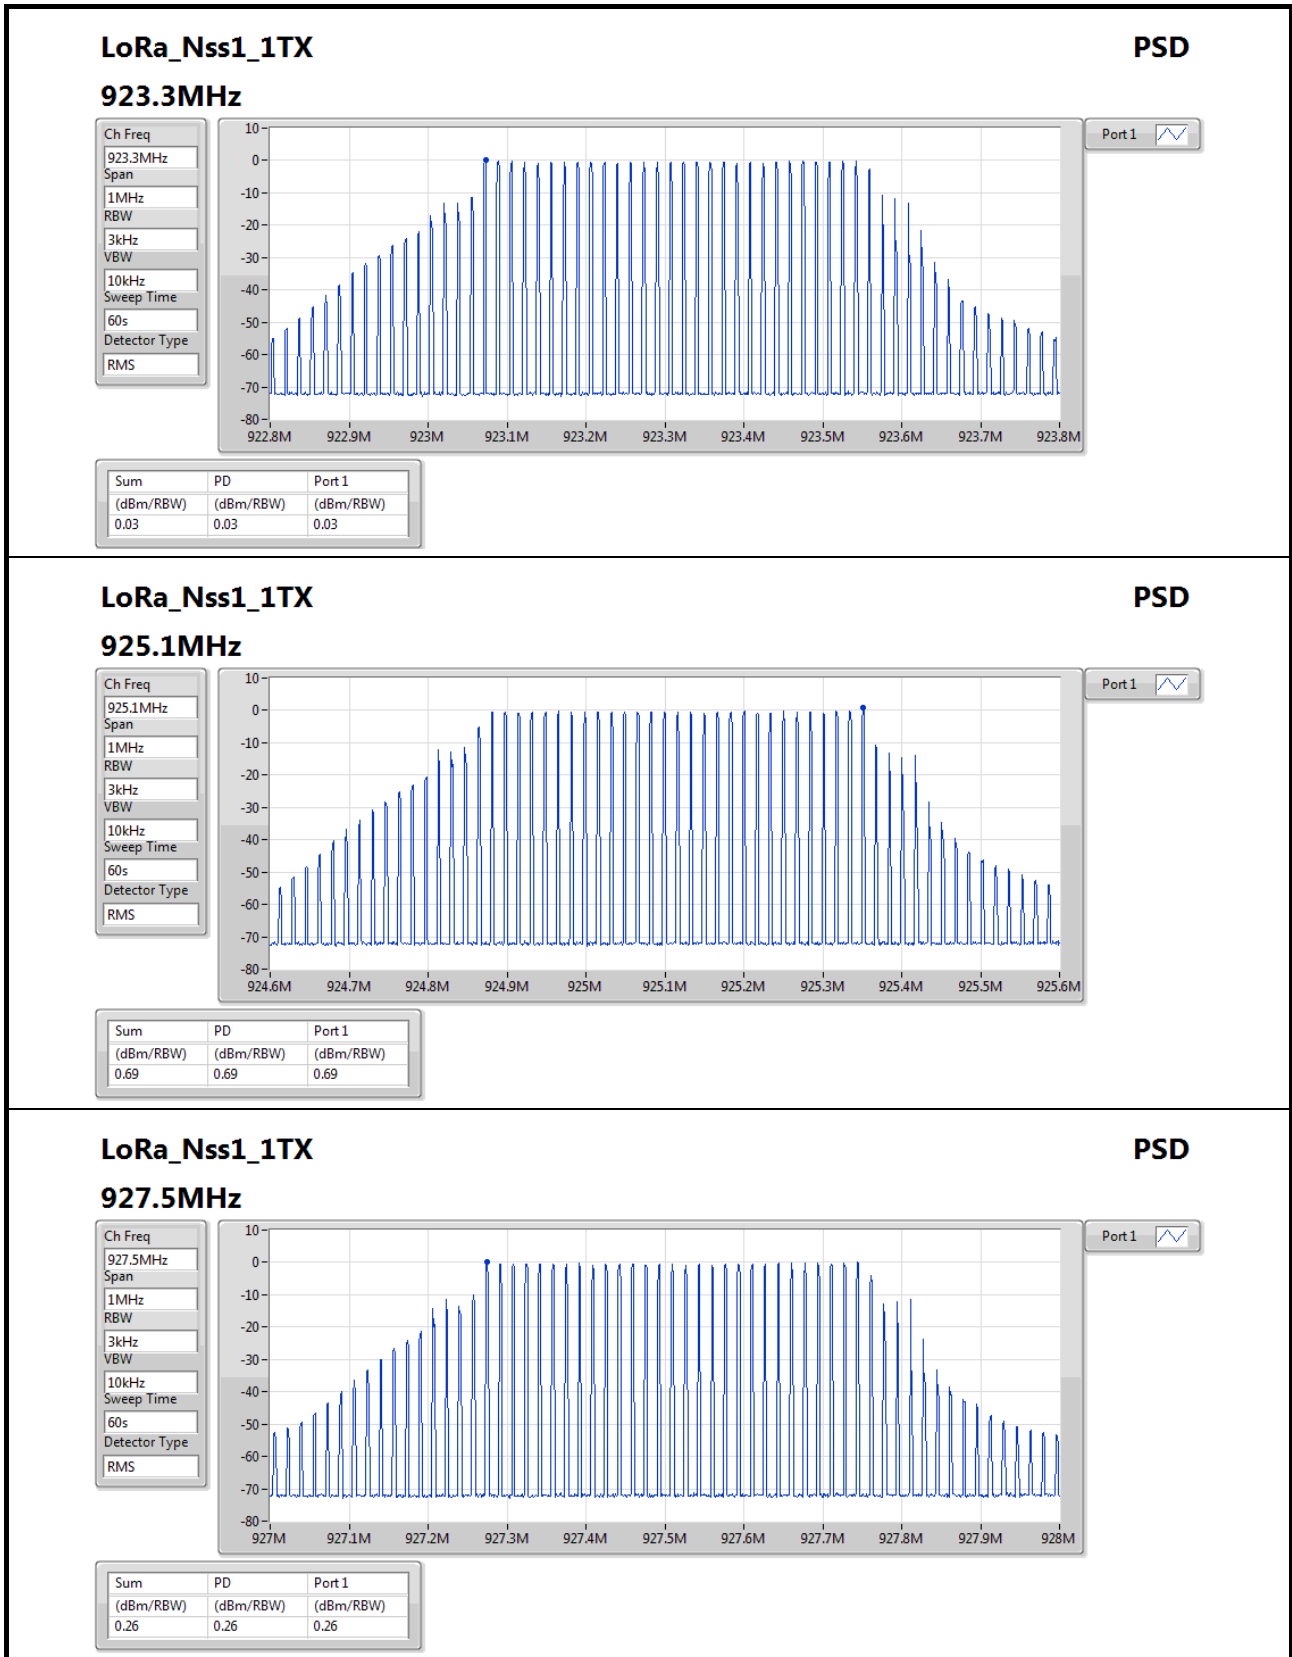 LoRa_Nss1_1TX PSD
923.3MHz
Ch Freq
923.3MHz
Span
1MHz
RBW
3kHz
VBW
10kHz
Sweep Time
60s
Detector Type
RMS
10
0
-10
-20
-30
-40
-50
-60
-70
-80
922.8M 922.9M 923M 923.1M 923.2M 923.3M 923.4M 923.5M 923.6M 923.7M 923.8M
Port 1
Sum PD Port 1
(dBm/RBW) (dBm/RBW) (dBm/RBW)
0.03 0.03 0.03
LoRa_Nss1_1TX PSD
925.1MHz
Ch Freq
925.1MHz
Span
1MHz
RBW
3kHz
VBW
10kHz
Sweep Time
60s
Detector Type
RMS
10
0
-10
-20
-30
-40
-50
-60
-70
-80
924.6M 924.7M 924.8M 924.9M 925M 925.1M 925.2M 925.3M 925.4M 925.5M 925.6M
Port 1
Sum PD Port 1
(dBm/RBW) (dBm/RBW) (dBm/RBW)
0.69 0.69 0.69
LoRa_Nss1_1TX PSD
927.5MHz
Ch Freq
927.5MHz
Span
1MHz
RBW
3kHz
VBW
10kHz
Sweep Time
60s
Detector Type
RMS
10
0
-10
-20
-30
-40
-50
-60
-70
-80
927M 927.1M 927.2M 927.3M 927.4M 927.5M 927.6M 927.7M 927.8M 927.9M 928M
Port 1
Sum PD Port 1
(dBm/RBW) (dBm/RBW) (dBm/RBW)
0.26 0.26 0.26